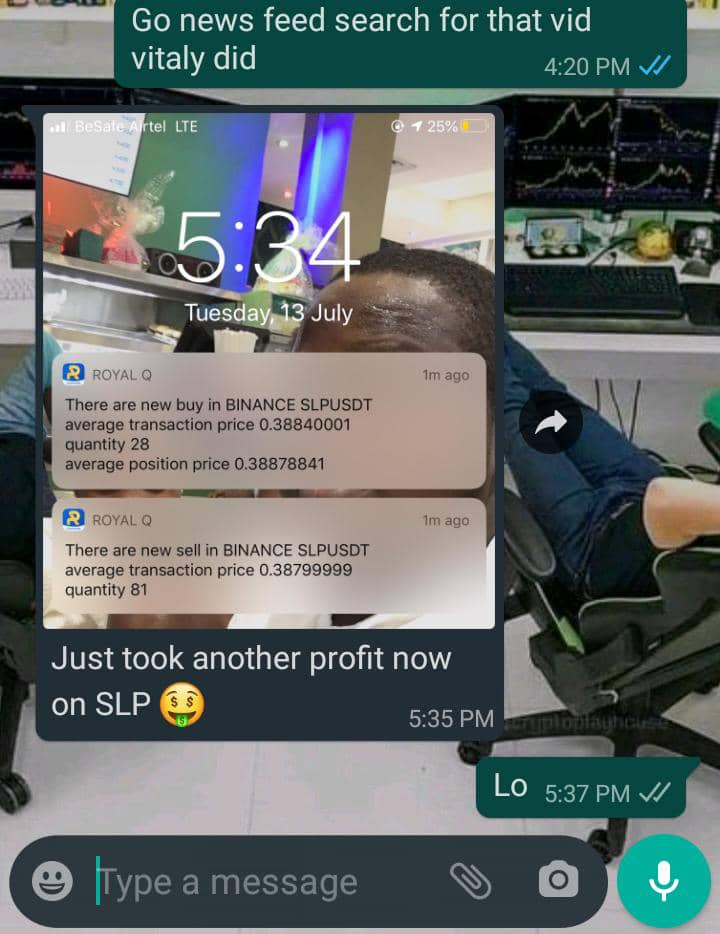 Go news feed search for that vid
vitaly did
4:20 PM
BeSafe Airtel LTE
25%
5:34
Tuesday, 13 July
ROYAL Q
1m ago
There are new buy in BINANCE SLPUSDT
average transaction price 0.38840001
quantity 28
average position price 0.38878841
ROYAL Q
1m ago
There are new sell in BINANCE SLPUSDT
average transaction price 0.38799999
quantity 81
Just took another profit now
on SLP 🤑
5:35 PM
cryptoplayhouse
Lo
5:37 PM
Type a message